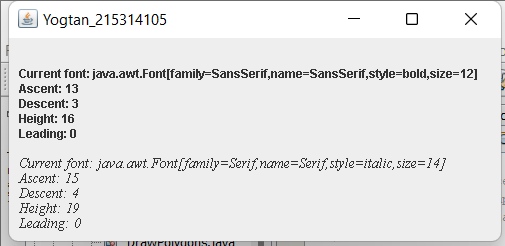 Yogtan_215314105
Current font: java.awt.Font[family=SansSerif,name=SansSerif,style=bold,size=12]
Ascent: 13
Descent: 3
Height: 16
Leading: 0
Current font: java.awt.Font[family=Serif,name=Serif,style=italic,size=14]
Ascent: 15
Descent: 4
Height: 19
Leading: 0
DrawPolygons.java